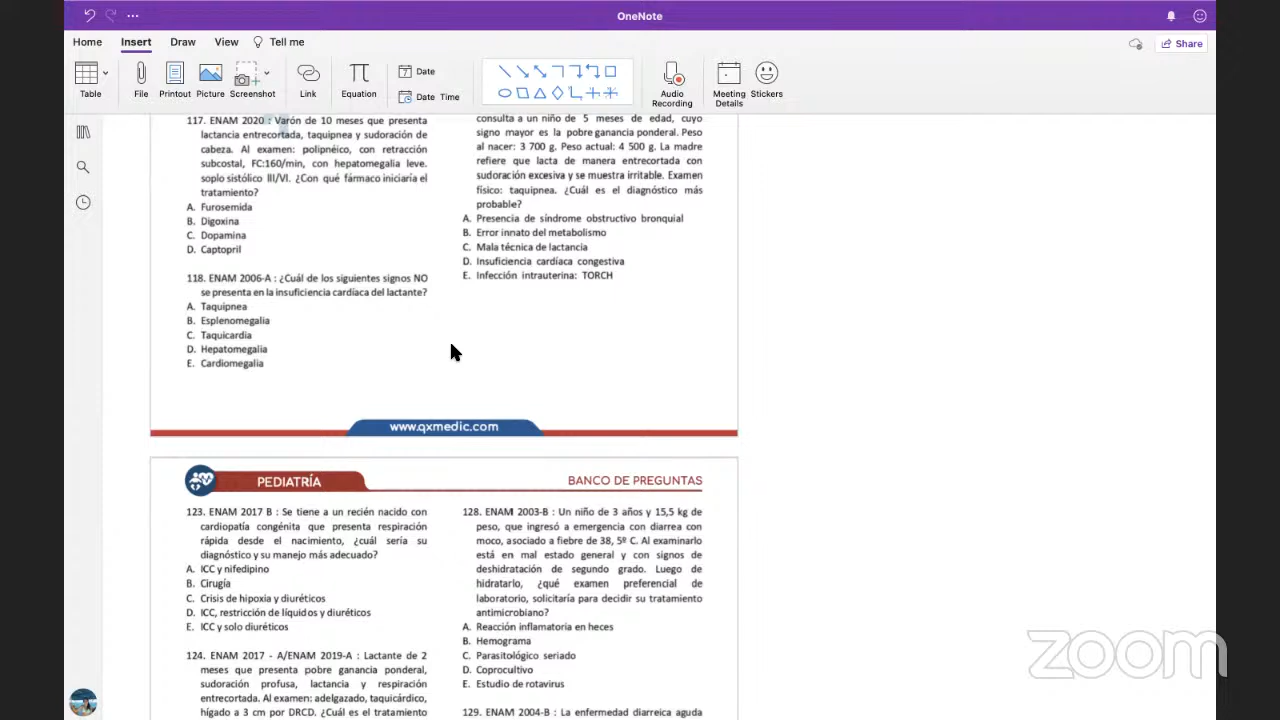 OneNote
Home
Insert
Draw
View
Tell me
Share
Table
File
Printout
Picture
Screenshot
Link
Equation
Date
Date Time
Audio
Recording
Meeting
Details
Stickers
117. ENAM 2020 : Varón de 10 meses que presenta
lactancia entrecortada, taquipnea y sudoración de
cabeza. Al examen: polipnéico, con retracción
subcostal, FC:160/min, con hepatomegalia leve.
soplo sistólico III/VI. ¿Con qué fármaco iniciaría el
tratamiento?
A. Furosemida
B. Digoxina
C. Dopamina
D. Captopril
118. ENAM 2006-A : ¿Cuál de los siguientes signos NO
se presenta en la insuficiencia cardíaca del lactante?
A. Taquipnea
B. Esplenomegalia
C. Taquicardia
D. Hepatomegalia
E. Cardiomegalia
consulta a un niño de 5 meses de edad, cuyo
signo mayor es la pobre ganancia ponderal. Peso
al nacer: 3 700 g. Peso actual: 4 500 g. La madre
refiere que lacta de manera entrecortada con
sudoración excesiva y se muestra irritable. Examen
físico: taquipnea. ¿Cuál es el diagnóstico más
probable?
A. Presencia de síndrome obstructivo bronquial
B. Error innato del metabolismo
C. Mala técnica de lactancia
D. Insuficiencia cardíaca congestiva
E. Infección intrauterina: TORCH
www.qxmedic.com
PEDIATRÍA
BANCO DE PREGUNTAS
123. ENAM 2017 B : Se tiene a un recién nacido con
cardiopatía congénita que presenta respiración
rápida desde el nacimiento, ¿cuál sería su
diagnóstico y su manejo más adecuado?
A. ICC y nifedipino
B. Cirugía
C. Crisis de hipoxia y diuréticos
D. ICC, restricción de líquidos y diuréticos
E. ICC y solo diuréticos
124. ENAM 2017 - A/ENAM 2019-A : Lactante de 2
meses que presenta pobre ganancia ponderal,
sudoración profusa, lactancia y respiración
entrecortada. Al examen: adelgazado, taquicárdico,
hígado a 3 cm por DRCD. ¿Cuál es el tratamiento
128. ENAM 2003-B : Un niño de 3 años y 15,5 kg de
peso, que ingresó a emergencia con diarrea con
moco, asociado a fiebre de 38, 5º C. Al examinarlo
está en mal estado general y con signos de
deshidratación de segundo grado. Luego de
hidratarlo, ¿qué examen preferencial de
laboratorio, solicitaría para decidir su tratamiento
antimicrobiano?
A. Reacción inflamatoria en heces
B. Hemograma
C. Parasitológico seriado
D. Coprocultivo
E. Estudio de rotavirus
129. ENAM 2004-B : La enfermedad diarreica aguda
zoom